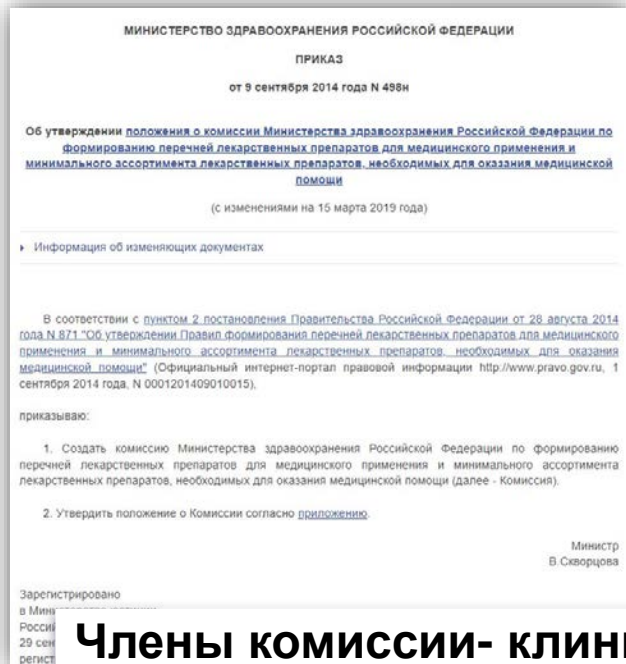 МИНИСТЕРСТВО ЗДРАВООХРАНЕНИЯ РОССИЙСКОЙ ФЕДЕРАЦИИ
ПРИКАЗ
от 9 сентября 2014 года N 498н
Об утверждении положения о комиссии Министерства здравоохранения Российской Федерации по
формированию перечней лекарственных препаратов для медицинского применения и
минимального ассортимента лекарственных препаратов, необходимых для оказания медицинской
помощи
(с изменениями на 15 марта 2019 года)
Информация об изменяющих документах
В соответствии с пунктом 2 постановления Правительства Российской Федерации от 28 августа 2014
года N 871 "Об утверждении Правил формирования перечней лекарственных препаратов для медицинского
применения и минимального ассортимента лекарственных препаратов, необходимых для оказания
медицинской помощи" (Официальный интернет-портал правовой информации http://www.pravo.gov.ru, 1
сентября 2014 года, N 0001201409010015),
приказываю:
1. Создать комиссию Министерства здравоохранения Российской Федерации по формированию
перечней лекарственных препаратов для медицинского применения и минимального ассортимента
лекарственных препаратов, необходимых для оказания медицинской помощи (далее - Комиссия).
2. Утвердить положение о Комиссии согласно приложению.
Министр
В.Скворцова
Зарегистрировано
в
29
Члены комиссии-